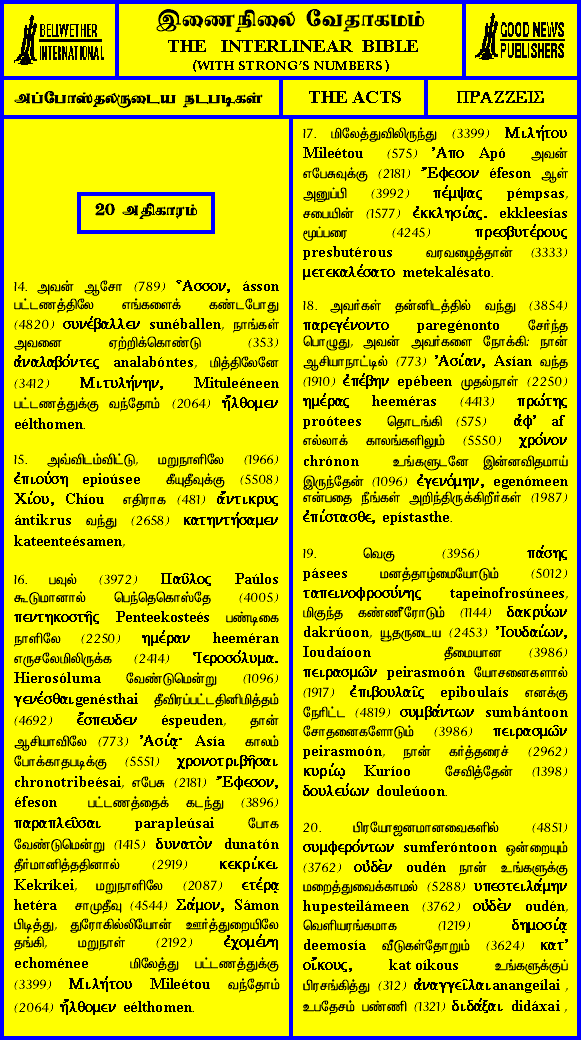 BELLWETHER
INTERNATIONAL
இணைநிலை வேதாகமம்
THE INTERLINEAR BIBLE
(WITH STRONG'S NUMBERS)
GOOD NEWS
PUBLISHERS
அப்போஸ்தலருடைய நடபடிகள்
THE ACTS
ΠΡΑΖΖΕΙΣ
20 அதிகாரம்
14. அவன் ஆசோ (789) Ἄσσον, ásson
பட்டணத்திலே எங்களைக் கண்டபோது
(4820) συνέβαλλεν sunéballen, நாங்கள்
அவனை ஏற்றிக்கொண்டு (353)
ἀναλαβόντες analabóntes, மித்திலேனே
(3412) Μιτυλήνην, Mituleéneen
பட்டணத்துக்கு வந்தோம் (2064) ἤλθομεν
eélthomen.
15. அவ்விடம்விட்டு, மறுநாளிலே (1966)
ἐπιούση epioúsee கீயுதீவுக்கு (5508)
Χίου, Chíou எதிராக (481) ἄντικρυς
ántikrus வந்து (2658) κατηντήσαμεν
kateenteésamen,
16. பவுல் (3972) Παῦλος Paúlos
கூடுமானால் பெந்தெகொஸ்தே (4005)
πεντηκοστῆς Penteekosteés பண்டிகை
நாளிலே (2250) ημέραν heeméran
எருசலேமிலிருக்க (2414) Ἱεροσόλυμα.
Hierosóluma வேண்டுமென்று (1096)
γενέσθαι genésthai தீவிரப்பட்டதினிமித்தம்
(4692) ἔσπευδεν éspeuden, தான்
ஆசியாவிலே (773) Ἀσίᾳ· Asía காலம்
போக்காதபடிக்கு (5551) χρονοτριβῆσαι
chronotribeésai, எபேசு (2181) Ἔφεσον,
éfeson பட்டணத்தைக் கடந்து (3896)
παραπλεῦσαι parapleúsai போக
வேண்டுமென்று (1415) δυνατὸν dunatón
தீர்மானித்ததினால் (2919) κεκρίκει
Kekríkei, மறுநாளிலே (2087) ετέρᾳ
hetéra சாமுதீவு (4544) Σάμον, Sámon
பிடித்து, துரோகில்லியோன் ஊர்த்துறையிலே
தங்கி, மறுநாள் (2192) ἐχομένη
echoménee மிலேத்து பட்டணத்துக்கு
(3399) Μιλήτου Mileétou வந்தோம்
(2064) ἤλθομεν eélthomen.
17. மிலேத்துவிலிருந்து (3399) Μιλήτου
Mileétou (575) Ἀπο Apó அவன்
எபேசுவுக்கு (2181) Ἔφεσον éfeson ஆள்
அனுப்பி (3992) πέμψας pémpsas,
சபையின் (1577) ἐκκλησίας. ekkleesías
மூப்பரை (4245) πρεσβυτέρους
presbutérous வரவழைத்தான் (3333)
μετεκαλέσατο metekalésato.
18. அவர்கள் தன்னிடத்தில் வந்து (3854)
παρεγένοντο paregénonto சேர்ந்த
பொழுது, அவன் அவர்களை நோக்கி: நான்
ஆசியாநாட்டில் (773) Ἀσίαν, Asían வந்த
(1910) ἐπέβην epébeen முதல்நாள் (2250)
ημέρας heeméras (4413) πρώτης
proótees தொடங்கி (575) ἀφ' af
எல்லாக் காலங்களிலும் (5550) χρόνον
chrónon உங்களுடனே இன்னவிதமாய்
இருந்தேன் (1096) ἐγενόμην, egenómeen
என்பதை நீங்கள் அறிந்திருக்கிறீர்கள் (1987)
ἐπίστασθε, epístasthe.
19. வெகு (3956) πάσης
pásees மனத்தாழ்மையோடும் (5012)
ταπεινοφροσύνης tapeinofrosúnees,
மிகுந்த கண்ணீரோடும் (1144) δακρύων
dakrúoon, யூதருடைய (2453) Ἰουδαίων,
Ioudaíoon தீமையான (3986)
πειρασμῶν peirasmoón யோசனைகளால்
(1917) ἐπιβουλαῖς epiboulaís எனக்கு
நேரிட்ட (4819) συμβάντων sumbántoon
சோதனைகளோடும் (3986) πειρασμῶν
peirasmoón, நான் கர்த்தரைச் (2962)
κυρίῳ Kuríoo சேவித்தேன் (1398)
δουλεύων douleúoon.
20. பிரயோஜனமானவைகளில் (4851)
συμφερόντων sumferóntoon ஒன்றையும்
(3762) οὐδὲν oudén நான் உங்களுக்கு
மறைத்துவைக்காமல் (5288) υπεστειλάμην
hupesteilámeen (3762) οὐδὲν oudén,
வெளியரங்கமாக (1219) δημοσίᾳ
deemosía வீடுகள்தோறும் (3624) κατ'
οἴκους, kat oíkous உங்களுக்குப்
பிரசங்கித்து (312) ἀναγγεῖλαι anangeílai ,
உபதேசம் பண்ணி (1321) διδάξαι didáxai ,